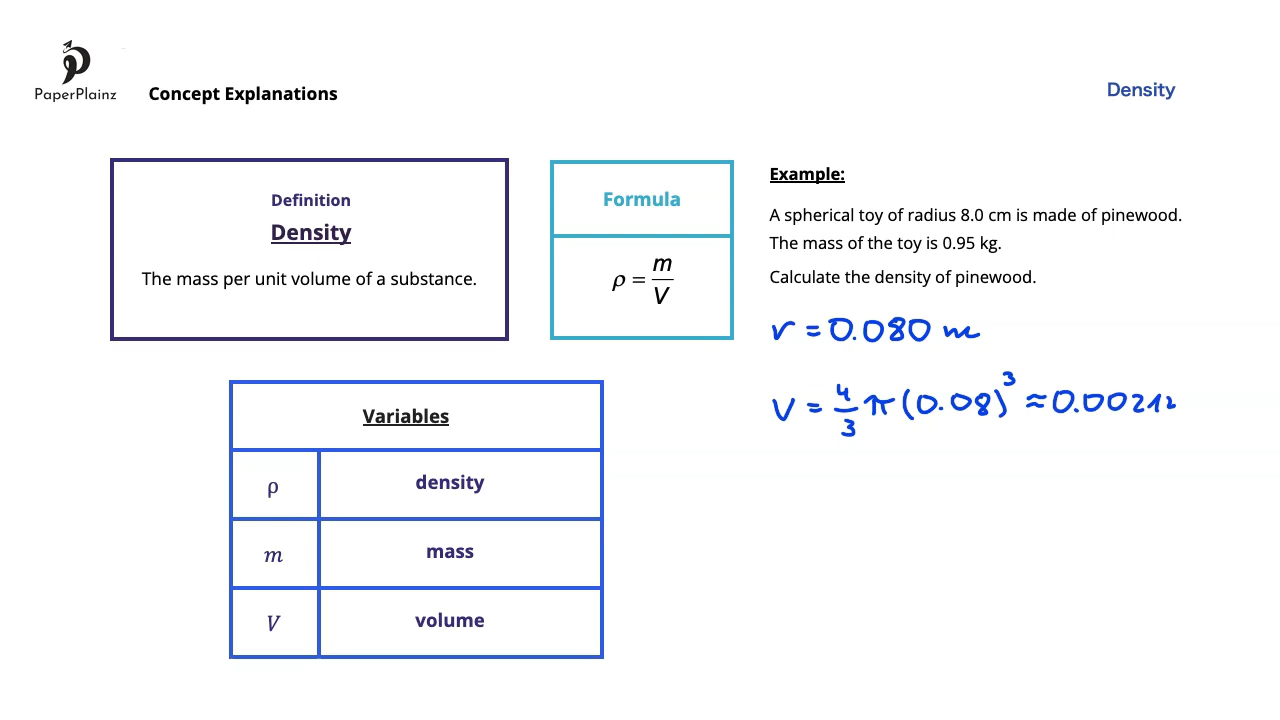 PaperPlainz
Concept Explanations
Density
Definition
Density
The mass per unit volume of a substance.
Formula
ρ = m/V
Example:
A spherical toy of radius 8.0 cm is made of pinewood.
The mass of the toy is 0.95 kg.
Calculate the density of pinewood.
r = 0.080 m
V = 4/3 π (0.08)³ ≈ 0.00212
Variables
ρ density
m mass
V volume